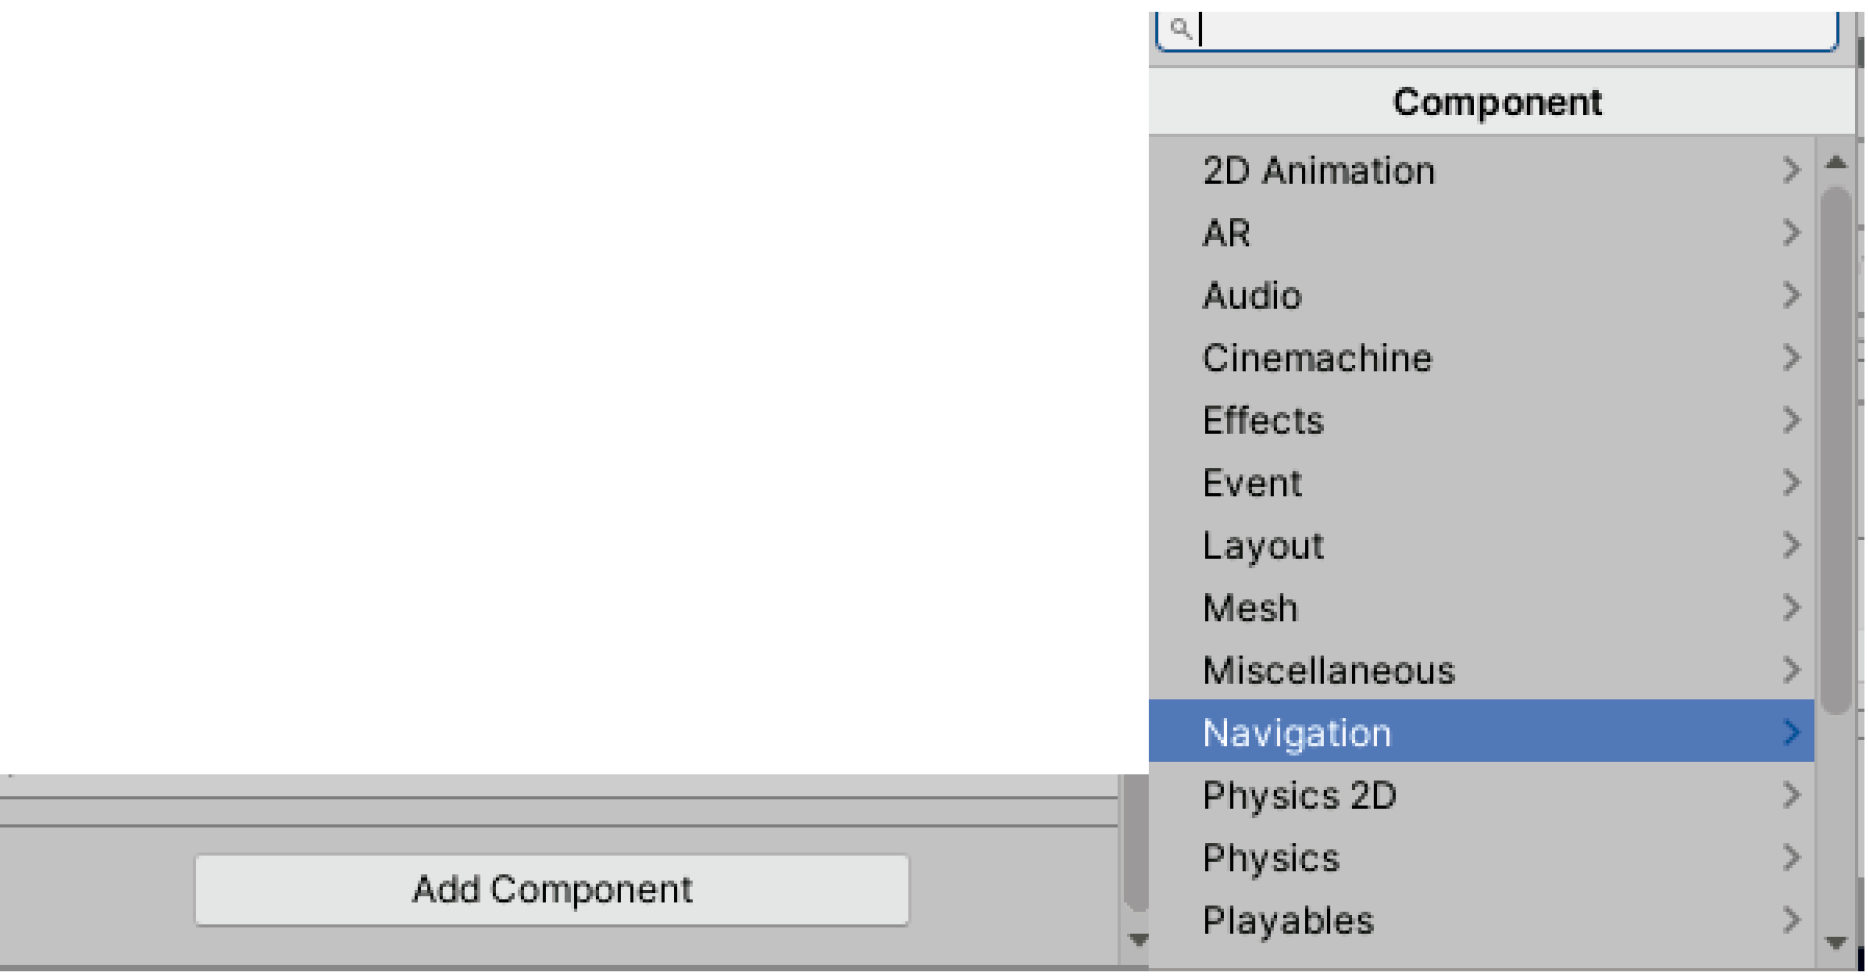 Component
2D Animation
AR
Audio
Cinemachine
Effects
Event
Layout
Mesh
Miscellaneous
Navigation
Physics 2D
Physics
Playables
Add Component